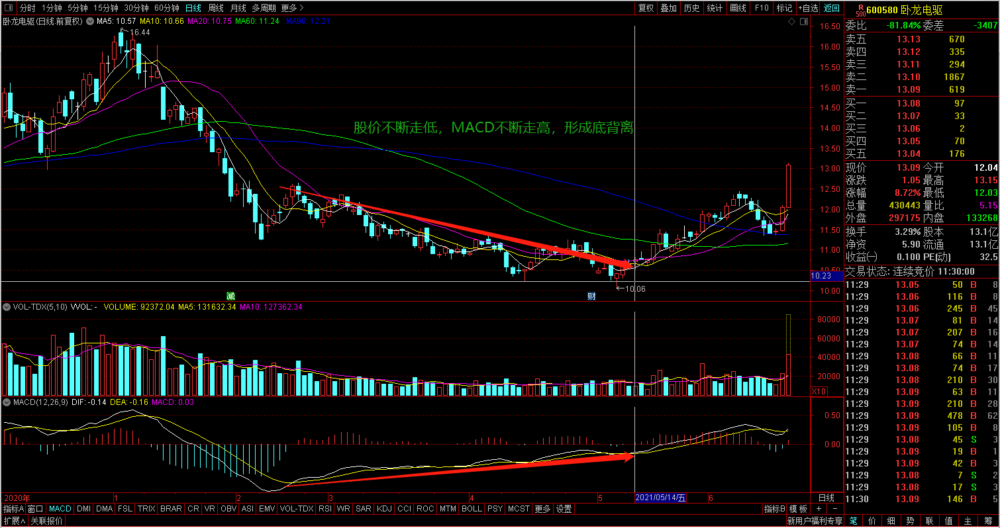 分时 1分钟 5分钟 15分钟 30分钟 60分钟 日线 周线 月线 多周期 更多 >
复权 叠加 历史 统计 画线 F10 标记 +自选 返回
卧龙电驱(日线.前复权) MA5: 10.57 MA10: 10.66 MA20: 10.75 MA60: 11.24 MA90: 12.21
16.44
股价不断走低，MACD不断走高，形成底背离
10.06
减
财
16.50
16.00
15.50
15.00
14.50
14.00
13.50
13.00
12.50
12.00
11.50
11.00
10.50
10.23
10.00
VOL-TDX(5,10) VVOL: - VOLUME: 92372.04 MA5: 131632.34 MA10: 127362.34
80000
60000
40000
20000
X10
MACD(12,26,9) DIF: -0.14 DEA: -0.16 MACD: 0.03
0.50
0.00
2020年 1 2 3 4 5 2021/05/14/五 6 日线
指标A 窗口 MACD DMI DMA FSL TRIX BRAR CR VR OBV ASI EMV VOL-TDX RSI WR SAR KDJ CCI ROC MTM BOLL PSY MCST 更多 设置 指标B 模板 + -
扩展∧ 关联报价 新用户福利专享
R
500
600580 卧龙电驱
委比 -81.84% 委差 -3407
卖五 13.13 670
卖四 13.12 335
卖三 13.11 294
卖二 13.10 1867
卖一 13.09 619
买一 13.08 97
买二 13.07 33
买三 13.06 2
买四 13.05 70
买五 13.04 176
现价 13.09 今开 12.04
涨跌 1.05 最高 13.15
涨幅 8.72% 最低 12.03
总量 430443 量比 5.15
外盘 297175 内盘 133268
换手 3.29% 股本 13.1亿
净资 5.90 流通 13.1亿
收益(一) 0.100 PE(动) 32.5
交易状态: 连续竞价 11:30:00
11:29 13.05 50 B 8
11:29 13.06 116 B 8
11:29 13.06 245 B 45
11:29 13.07 81 B 14
11:29 13.07 207 B 16
11:29 13.07 74 B 14
11:29 13.08 66 B 11
11:29 13.08 74 B 17
11:29 13.08 210 B 30
11:29 13.09 63 B 11
11:29 13.09 210 B 28
11:29 13.09 478 B 62
11:29 13.09 105 B 8
11:29 13.08 45 S 3
11:29 13.09 19 B 1
11:29 13.09 42 B 3
11:29 13.08 7 S 2
11:29 13.08 17 S 3
11:30 13.09 146 B 5
笔 价 细 势 联 值 主 筹